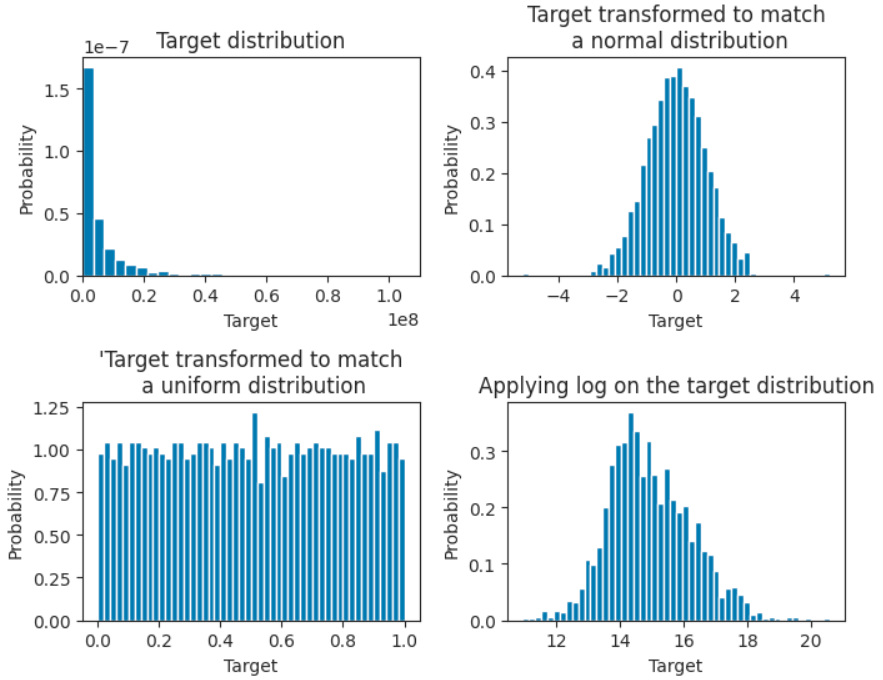 Target distribution
1e−7
Probability
1.5
1.0
0.5
0.0
0.0 0.2 0.4 0.6 0.8 1.0
Target
1e8
Target transformed to match
a normal distribution
Probability
0.4
0.3
0.2
0.1
0.0
−4 −2 0 2 4
Target
'Target transformed to match
a uniform distribution
Probability
1.25
1.00
0.75
0.50
0.25
0.00
0.0 0.2 0.4 0.6 0.8 1.0
Target
Applying log on the target distribution
Probability
0.3
0.2
0.1
0.0
12 14 16 18 20
Target